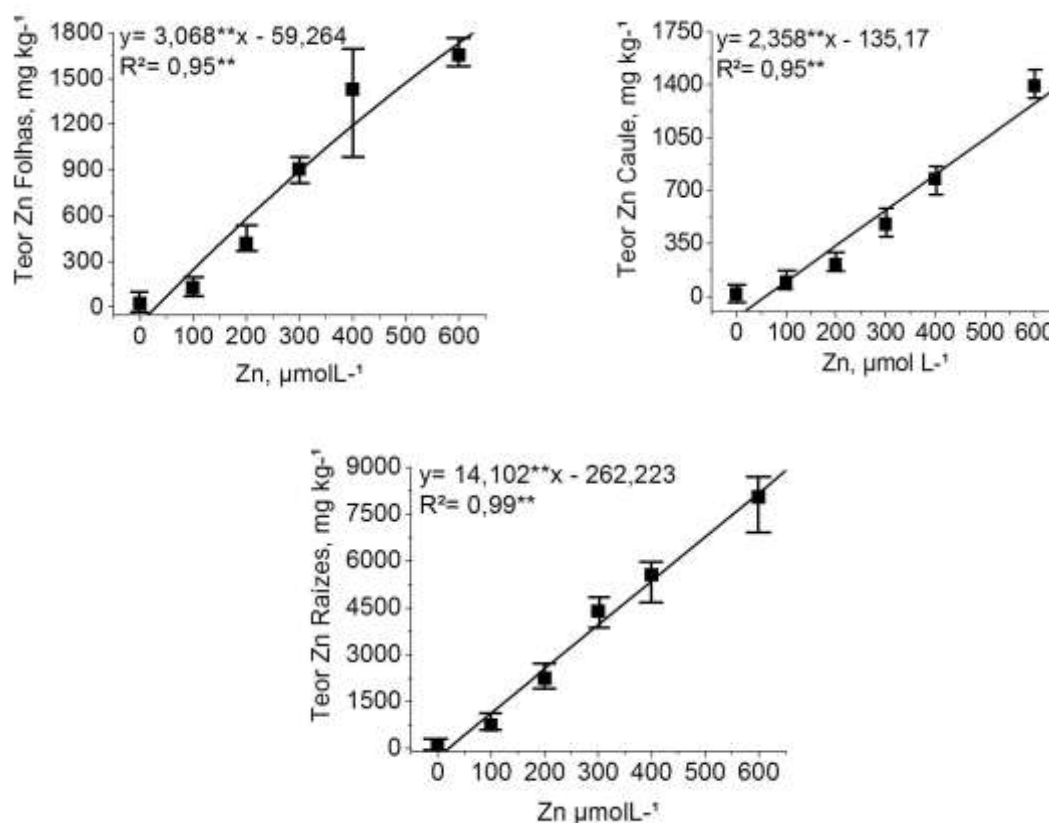 y= 3,068**x - 59,264
R²= 0,95**
Teor Zn Folhas, mg kg-¹
1800
1500
1200
900
600
300
0
0 100 200 300 400 500 600
Zn, µmolL-¹
y= 2,358**x - 135,17
R²= 0,95**
Teor Zn Caule, mg kg-¹
1750
1400
1050
700
350
0
0 100 200 300 400 500 600
Zn, µmol L-¹
y= 14,102**x - 262,223
R²= 0,99**
Teor Zn Raizes, mg kg-¹
9000
7500
6000
4500
3000
1500
0
0 100 200 300 400 500 600
Zn µmolL-¹